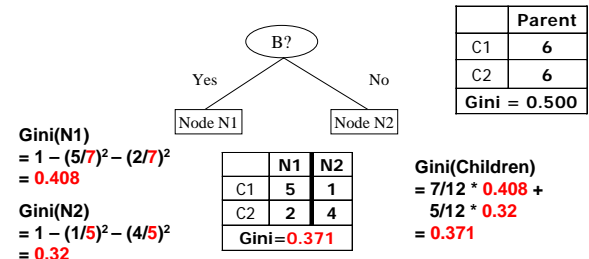 B?
Yes
No
Node N1
Node N2
Parent
C1 6
C2 6
Gini = 0.500
Gini(N1)
= 1 – (5/7)² – (2/7)²
= 0.408
Gini(N2)
= 1 – (1/5)² – (4/5)²
= 0.32
N1 N2
C1 5 1
C2 2 4
Gini=0.371
Gini(Children)
= 7/12 * 0.408 +
5/12 * 0.32
= 0.371